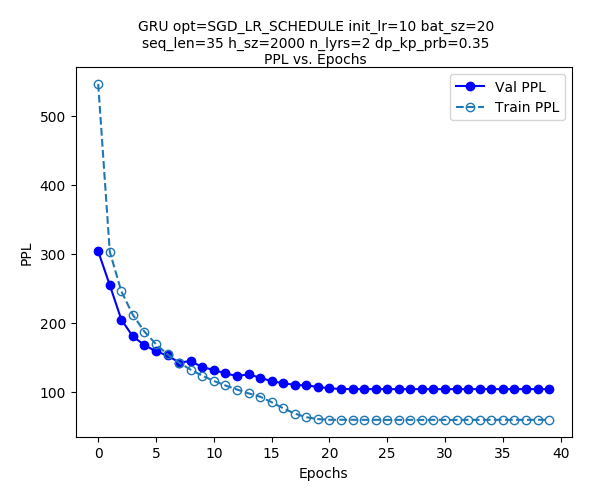 GRU opt=SGD_LR_SCHEDULE init_lr=10 bat_sz=20
seq_len=35 h_sz=2000 n_lyrs=2 dp_kp_prb=0.35
PPL vs. Epochs
Val PPL
Train PPL
PPL
500
400
300
200
100
0 5 10 15 20 25 30 35 40
Epochs